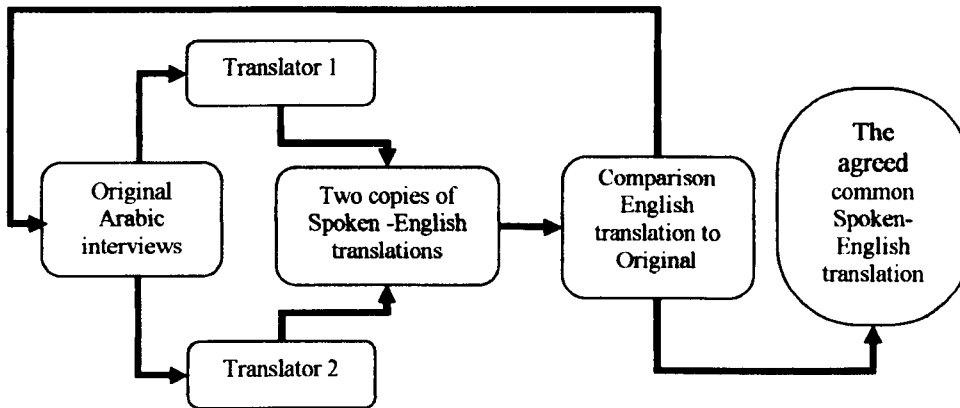 Translator 1
Original
Arabic
interviews
Two copies of
Spoken -English
translations
Translator 2
Comparison
English
translation to
Original
The
agreed
common
Spoken-
English
translation